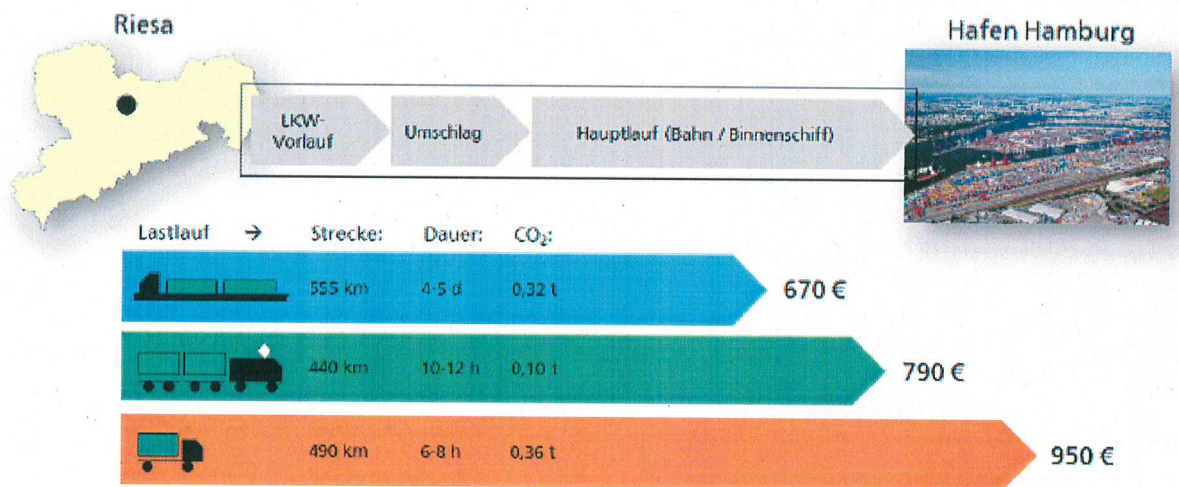 Riesa
Hafen Hamburg
LKW-
Vorlauf
Umschlag
Hauptlauf (Bahn / Binnenschiff)
Lastlauf → Strecke: Dauer: CO₂:
555 km 4-5 d 0,32 t 670 €
440 km 10-12 h 0,10 t 790 €
490 km 6-8 h 0,36 t 950 €